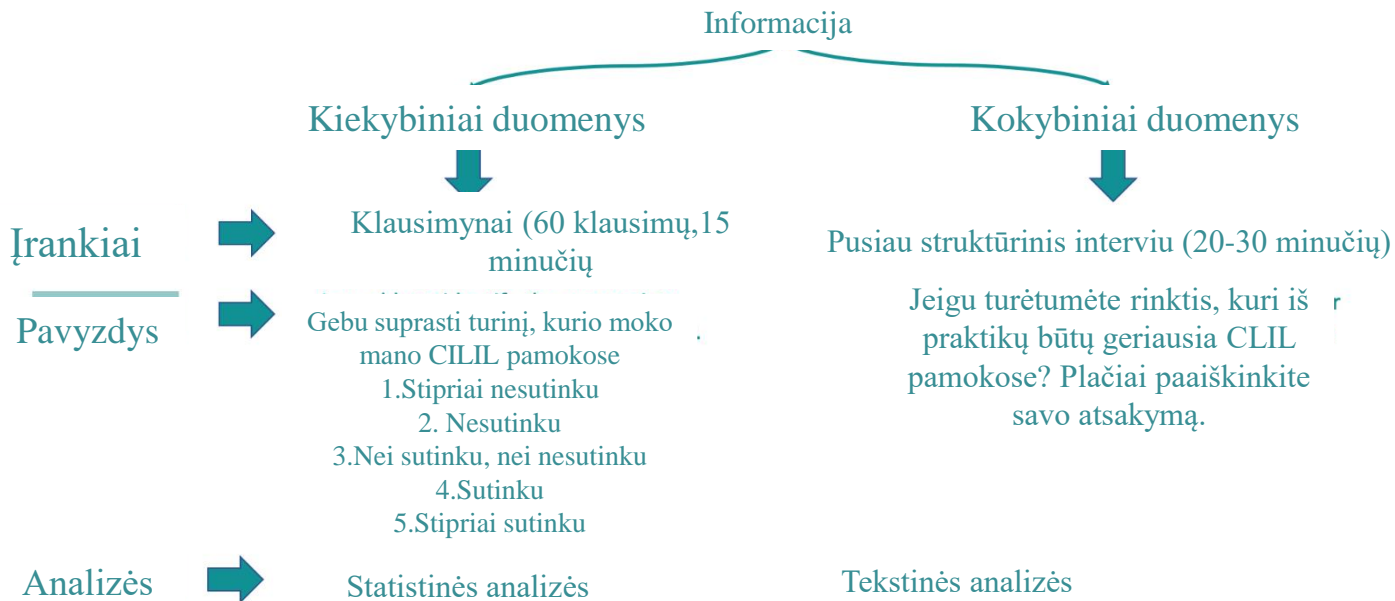 Informacija
Kiekybiniai duomenys
Kokybiniai duomenys
Įrankiai
Klausimynai (60 klausimų,15
minučių
Pusiau struktūrinis interviu (20-30 minučių)
Pavyzdys
Gebu suprasti turinį, kurio moko
mano CILIL pamokose
1.Stipriai nesutinku
2. Nesutinku
3.Nei sutinku, nei nesutinku
4.Sutinku
5.Stipriai sutinku
Jeigu turėtumėte rinktis, kuri iš
praktikų būtų geriausia CLIL
pamokose? Plačiai paaiškinkite
savo atsakymą.
Analizės
Statistinės analizės
Tekstinės analizės